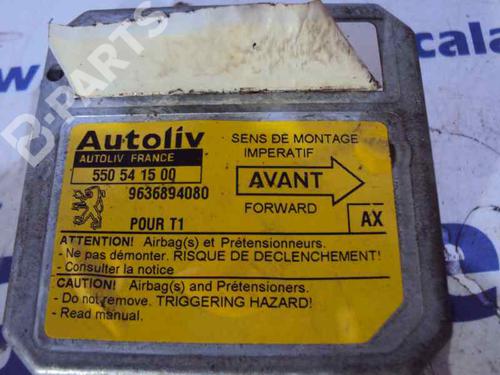 B-PARTS
cala
Autoliv
AUTOLIV FRANCE
550 54 15 00
9636894080
POUR T1
SENS DE MONTAGE
IMPERATIF
AVANT
FORWARD
AX
ATTENTION! Airbag(s) et Prétensionneurs.
- Ne pas démonter. RISQUE DE DECLENCHEMENT!
- Consulter la notice
CAUTION! Airbag(s) and Pretensioners.
- Do not remove. TRIGGERING HAZARD!
- Read manual.